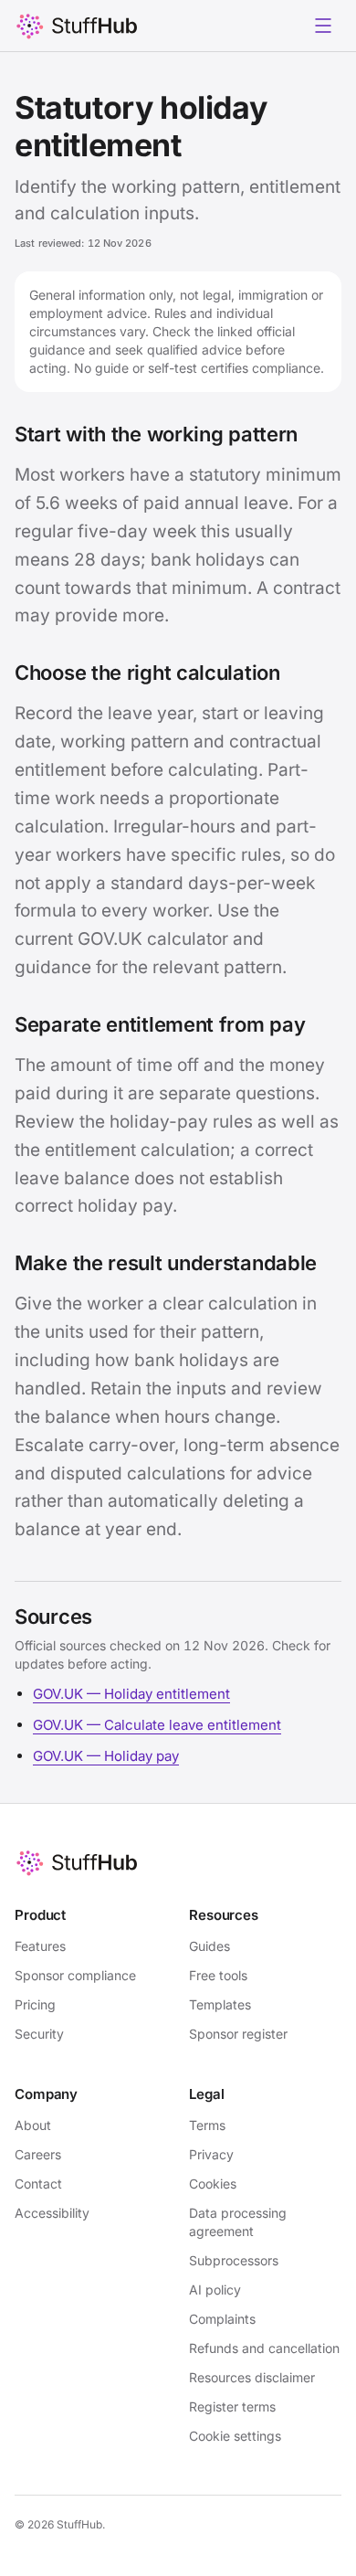 StuffHub
Statutory holiday
entitlement
Identify the working pattern, entitlement
and calculation inputs.
Last reviewed: 12 Nov 2026
General information only, not legal, immigration or
employment advice. Rules and individual
circumstances vary. Check the linked official
guidance and seek qualified advice before
acting. No guide or self-test certifies compliance.
Start with the working pattern
Most workers have a statutory minimum
of 5.6 weeks of paid annual leave. For a
regular five-day week this usually
means 28 days; bank holidays can
count towards that minimum. A contract
may provide more.
Choose the right calculation
Record the leave year, start or leaving
date, working pattern and contractual
entitlement before calculating. Part-
time work needs a proportionate
calculation. Irregular-hours and part-
year workers have specific rules, so do
not apply a standard days-per-week
formula to every worker. Use the
current GOV.UK calculator and
guidance for the relevant pattern.
Separate entitlement from pay
The amount of time off and the money
paid during it are separate questions.
Review the holiday-pay rules as well as
the entitlement calculation; a correct
leave balance does not establish
correct holiday pay.
Make the result understandable
Give the worker a clear calculation in
the units used for their pattern,
including how bank holidays are
handled. Retain the inputs and review
the balance when hours change.
Escalate carry-over, long-term absence
and disputed calculations for advice
rather than automatically deleting a
balance at year end.
Sources
Official sources checked on 12 Nov 2026. Check for
updates before acting.
• GOV.UK — Holiday entitlement
• GOV.UK — Calculate leave entitlement
• GOV.UK — Holiday pay
StuffHub
Product
Features
Sponsor compliance
Pricing
Security
Resources
Guides
Free tools
Templates
Sponsor register
Company
About
Careers
Contact
Accessibility
Legal
Terms
Privacy
Cookies
Data processing
agreement
Subprocessors
AI policy
Complaints
Refunds and cancellation
Resources disclaimer
Register terms
Cookie settings
© 2026 StuffHub.